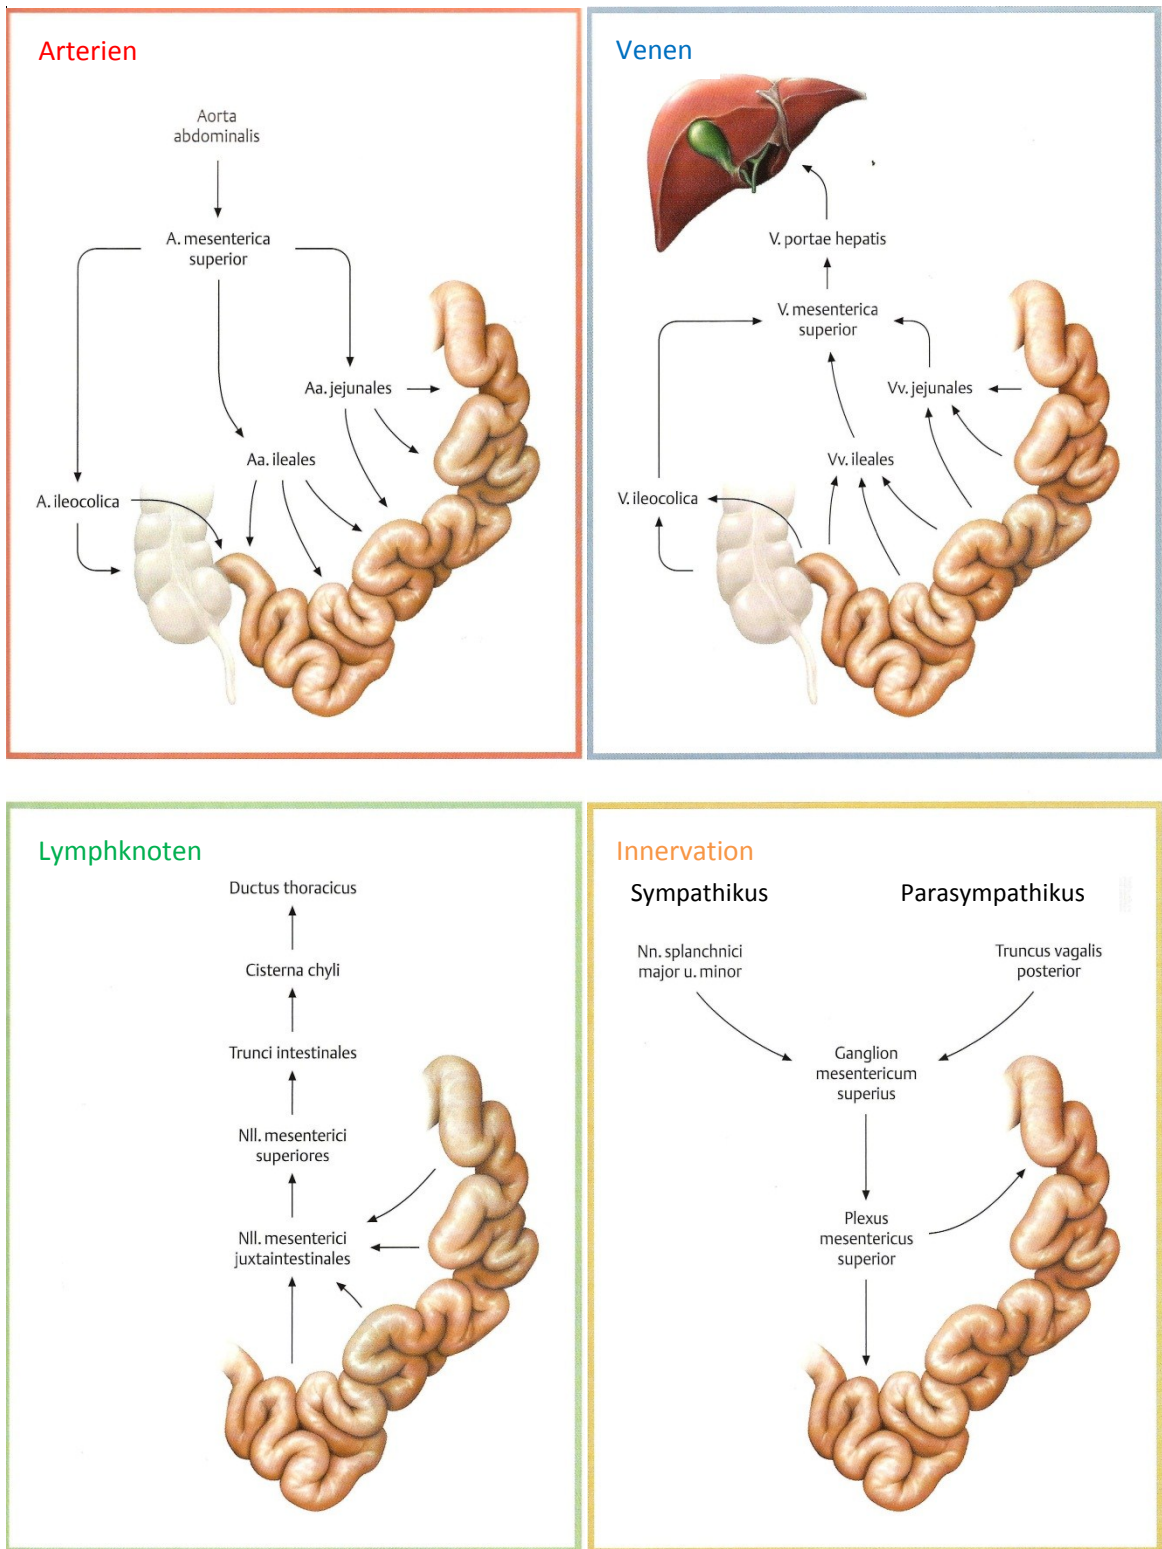 Arterien
Aorta
abdominalis
A. mesenterica
superior
Aa. jejunales
Aa. ileales
A. ileocolica
Venen
V. portae hepatis
V. mesenterica
superior
Vv. jejunales
Vv. ileales
V. ileocolica
Lymphknoten
Ductus thoracicus
Cisterna chyli
Trunci intestinales
Nll. mesenterici
superiores
Nll. mesenterici
juxtaintestinales
Innervation
Sympathikus
Parasympathikus
Nn. splanchnici
major u. minor
Truncus vagalis
posterior
Ganglion
mesentericum
superius
Plexus
mesentericus
superior